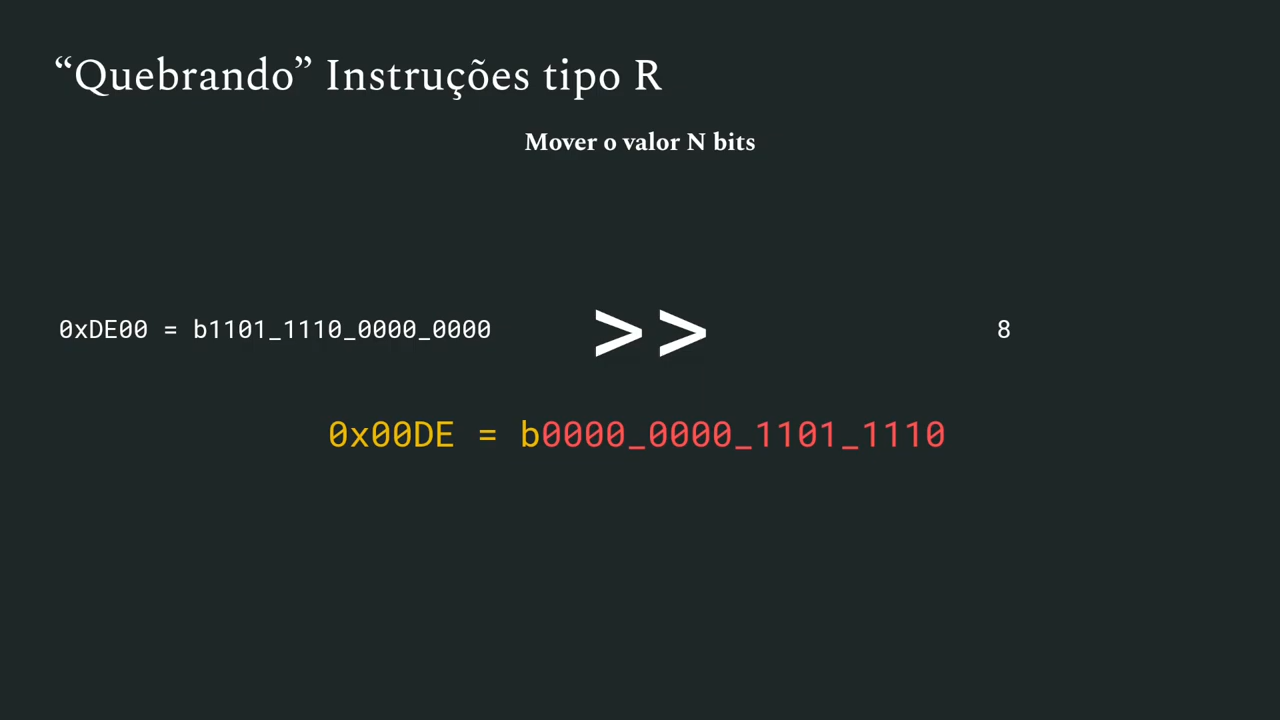 “Quebrando” Instruções tipo R
Mover o valor N bits
0xDE00 = b1101_1110_0000_0000 >> 8
0x00DE = b0000_0000_1101_1110